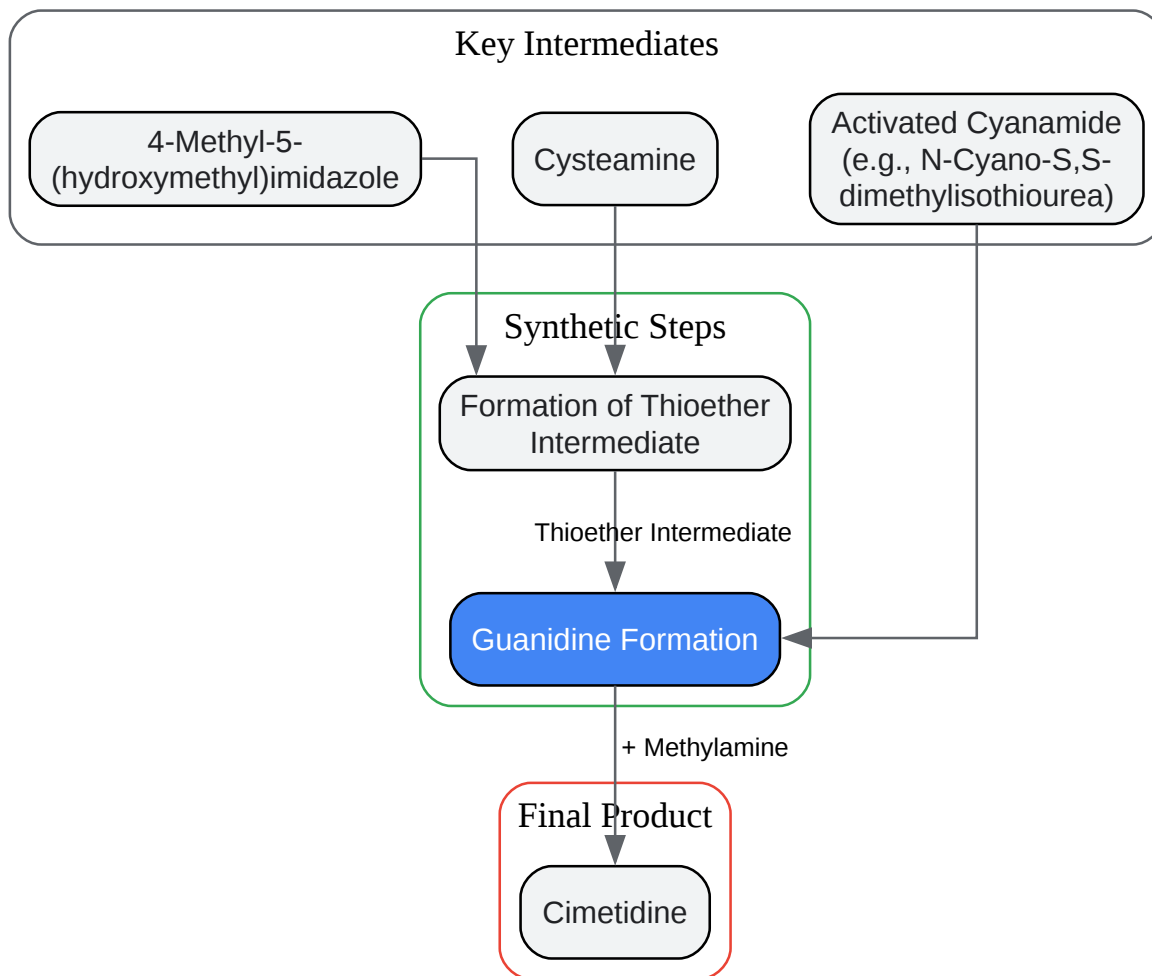 Key Intermediates
4-Methyl-5-
(hydroxymethyl)imidazole
Cysteamine
Activated Cyanamide
(e.g., N-Cyano-S,S-
dimethylisothiourea)
Synthetic Steps
Formation of Thioether
Intermediate
Thioether Intermediate
Guanidine Formation
+ Methylamine
Final Product
Cimetidine